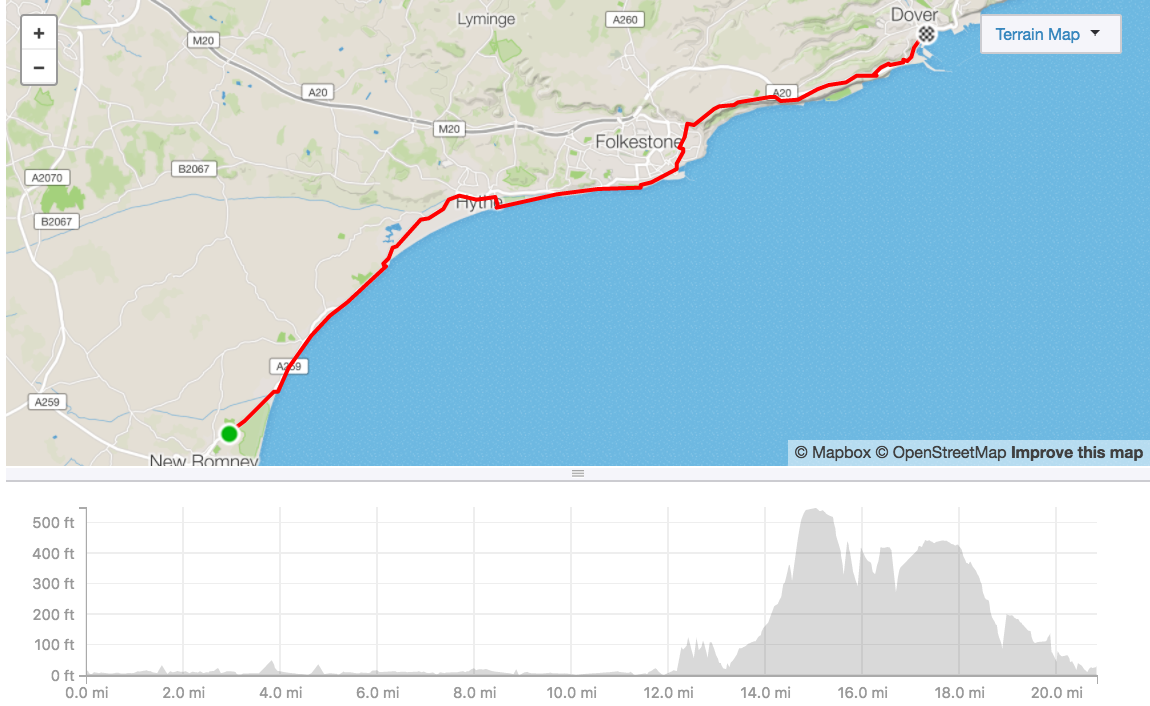 Lyminge
A260
Dover
+
Terrain Map
M20
−
A20
A20
M20
Folkestone
B2067
A2070
B2067
Hythe
A259
A259
New Romney
© Mapbox © OpenStreetMap Improve this map
500 ft
400 ft
300 ft
200 ft
100 ft
0 ft
0.0 mi 2.0 mi 4.0 mi 6.0 mi 8.0 mi 10.0 mi 12.0 mi 14.0 mi 16.0 mi 18.0 mi 20.0 mi